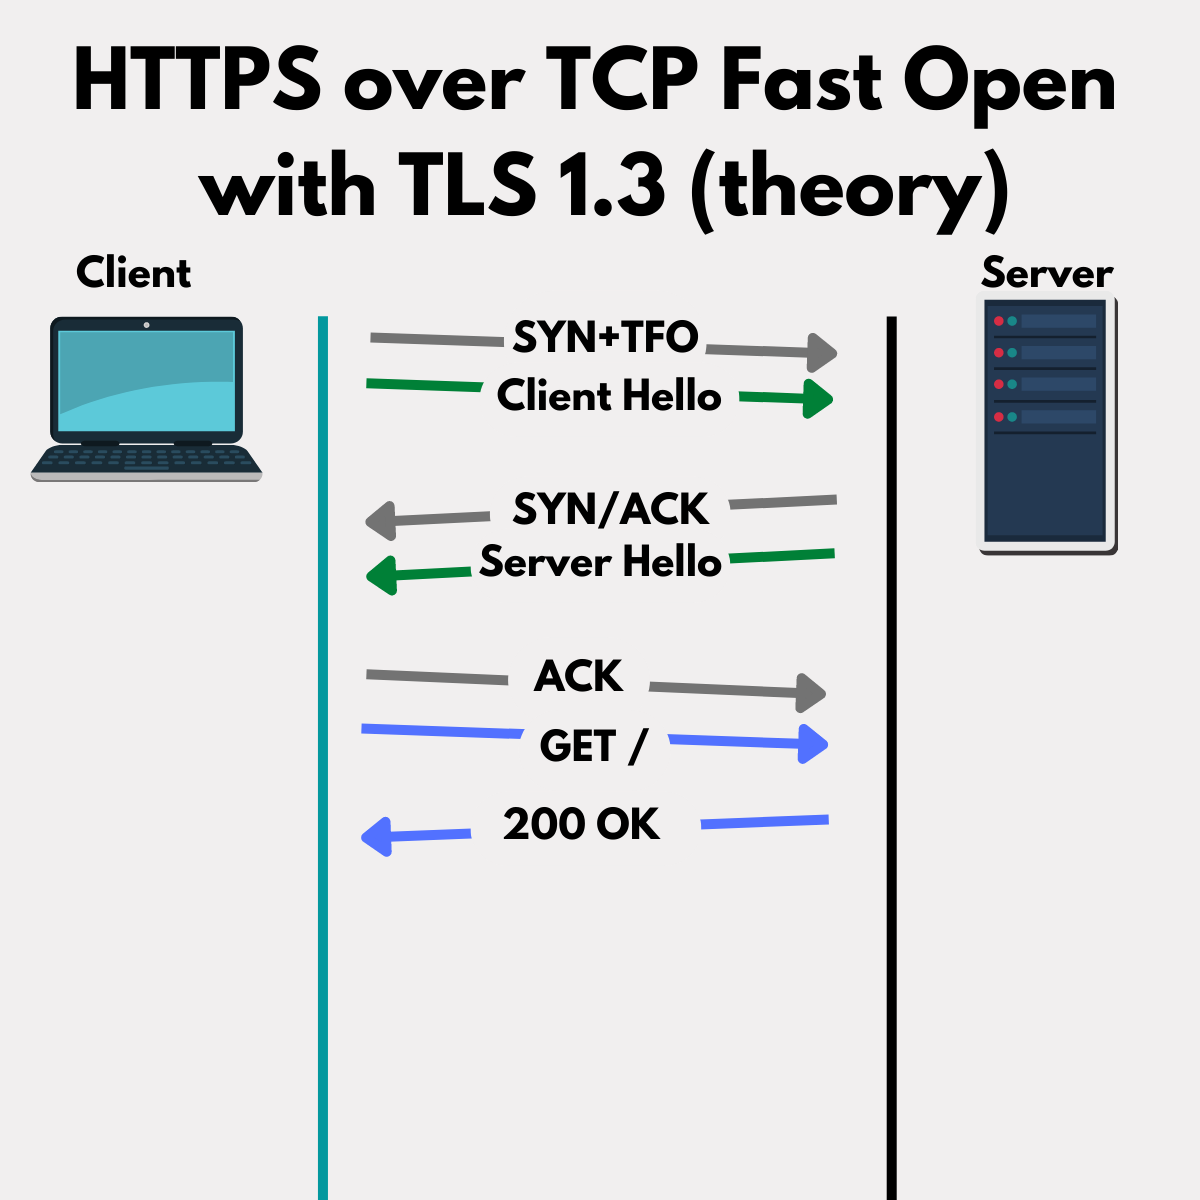 HTTPS over TCP Fast Open
with TLS 1.3 (theory)
Client
Server
SYN+TFO
Client Hello
SYN/ACK
Server Hello
ACK
GET /
200 OK